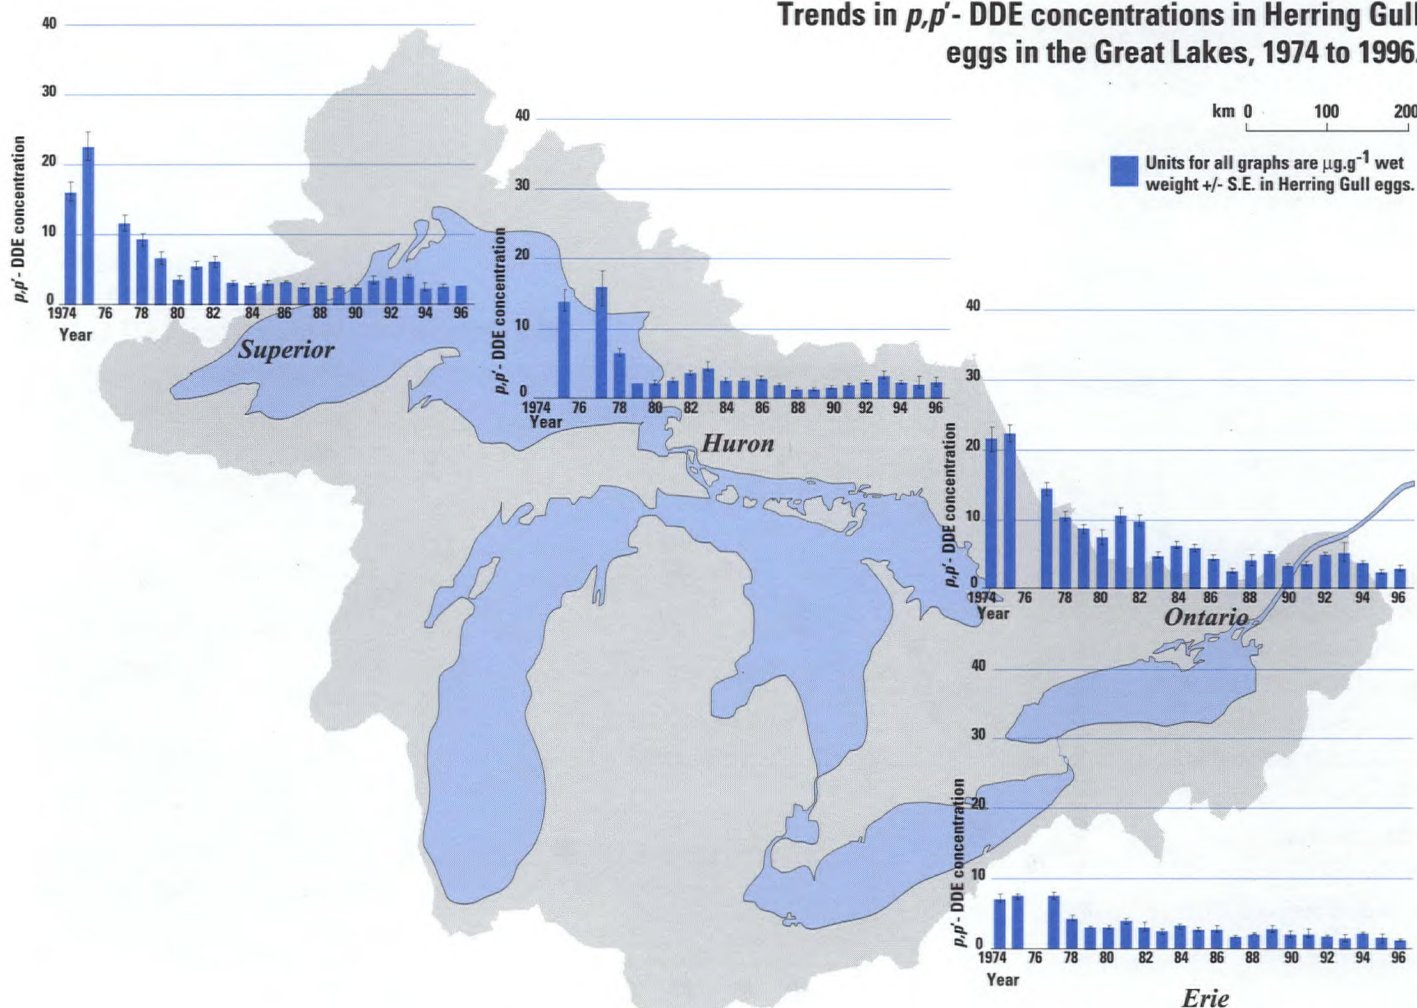 Trends in p,p'- DDE concentrations in Herring Gull
eggs in the Great Lakes, 1974 to 1996.
km 0 100 200
Units for all graphs are µg.g-1 wet
weight +/- S.E. in Herring Gull eggs.
40
30
20
10
0
p,p'- DDE concentration
1974 76 78 80 82 84 86 88 90 92 94 96
Year
Superior
40
30
20
10
0
p,p'- DDE concentration
1974 76 78 80 82 84 86 88 90 92 94 96
Year
Huron
40
30
20
10
0
p,p'- DDE concentration
1974 76 78 80 82 84 86 88 90 92 94 96
Year
Ontario
40
30
20
10
0
p,p'- DDE concentration
1974 76 78 80 82 84 86 88 90 92 94 96
Year
Erie